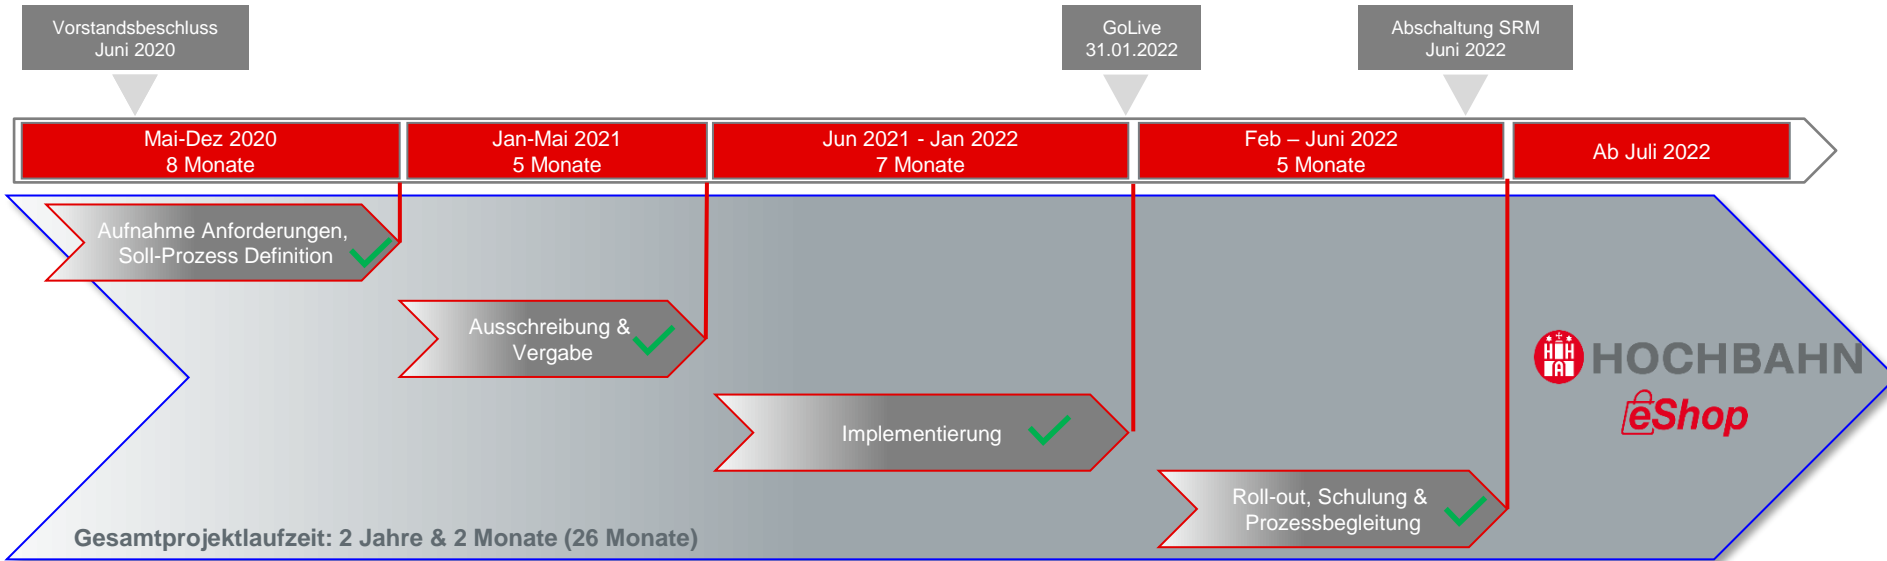 Vorstandsbeschluss
Juni 2020
GoLive
31.01.2022
Abschaltung SRM
Juni 2022
Mai-Dez 2020
8 Monate
Jan-Mai 2021
5 Monate
Jun 2021 - Jan 2022
7 Monate
Feb – Juni 2022
5 Monate
Ab Juli 2022
Aufnahme Anforderungen,
Soll-Prozess Definition
Ausschreibung &
Vergabe
Implementierung
Roll-out, Schulung &
Prozessbegleitung
HHA
HOCHBAHN
eShop
Gesamtprojektlaufzeit: 2 Jahre & 2 Monate (26 Monate)